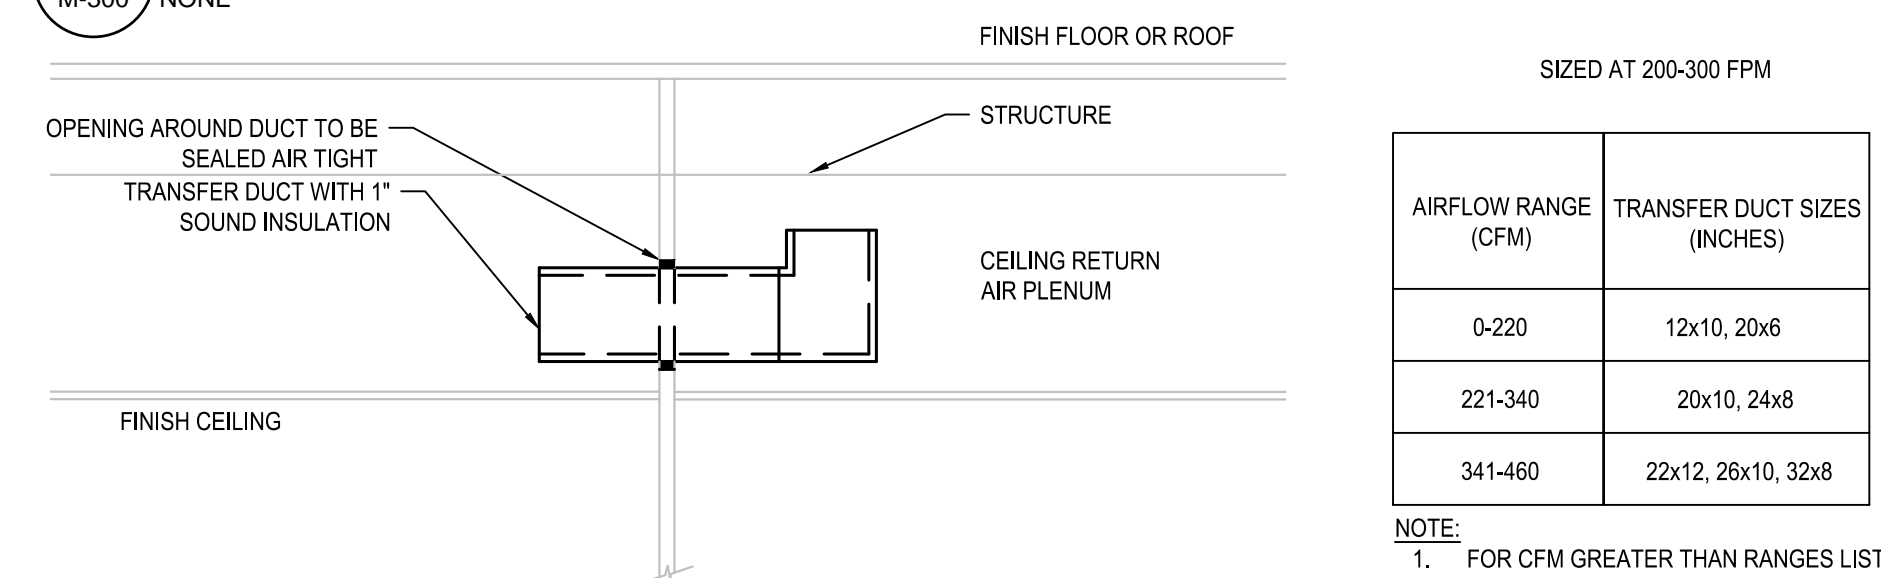 M-300 NONE
FINISH FLOOR OR ROOF
STRUCTURE
OPENING AROUND DUCT TO BE
SEALED AIR TIGHT
TRANSFER DUCT WITH 1"
SOUND INSULATION
CEILING RETURN
AIR PLENUM
FINISH CEILING
SIZED AT 200-300 FPM
AIRFLOW RANGE
(CFM)
TRANSFER DUCT SIZES
(INCHES)
0-220 12x10, 20x6
221-340 20x10, 24x8
341-460 22x12, 26x10, 32x8
NOTE:
1. FOR CFM GREATER THAN RANGES LIST